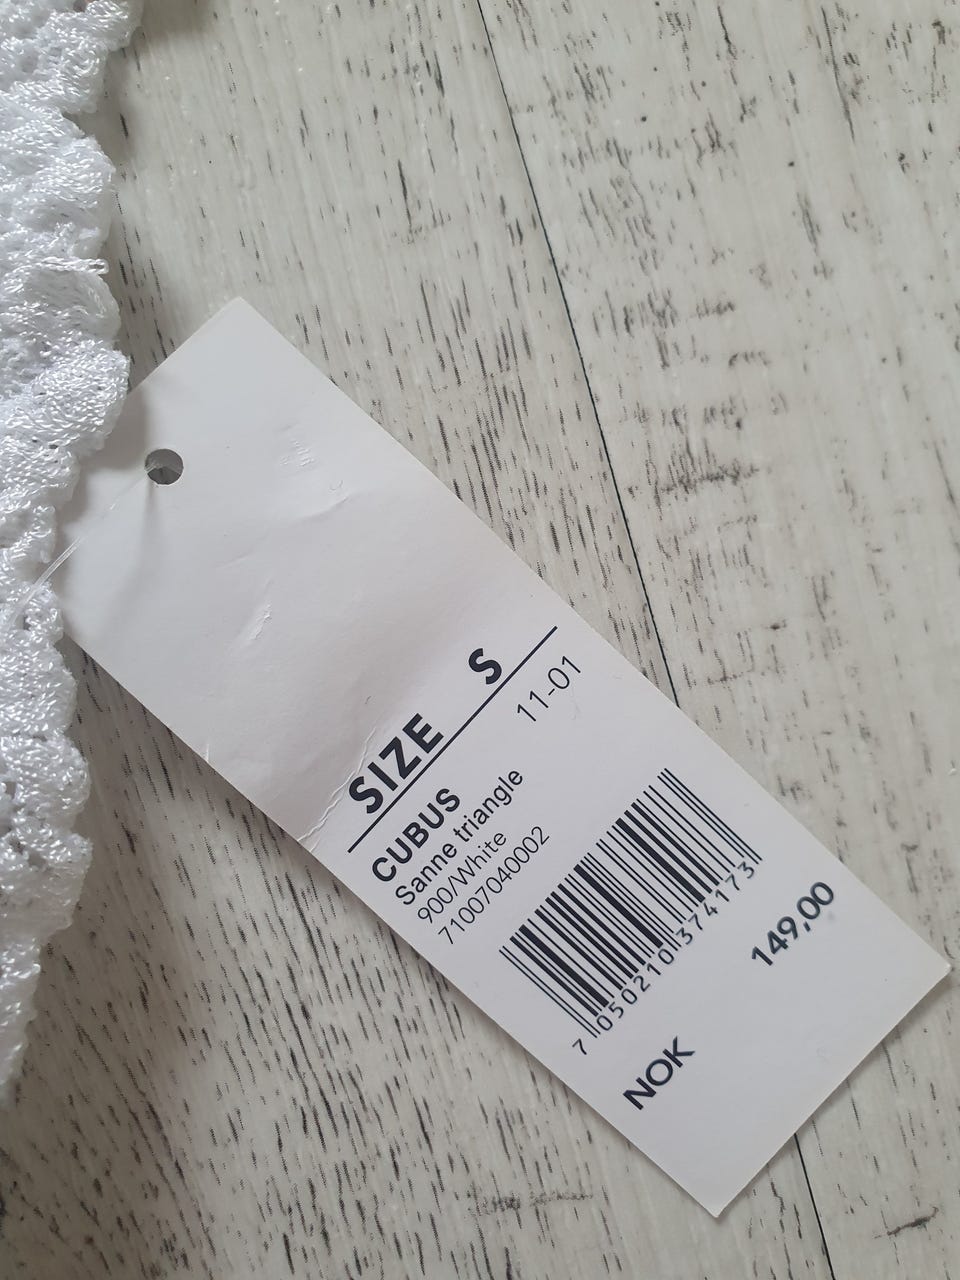 SIZE S
11-01
CUBUS
Sanne triangle
900/White
71007040002
7 050210 374173
NOK 149,00